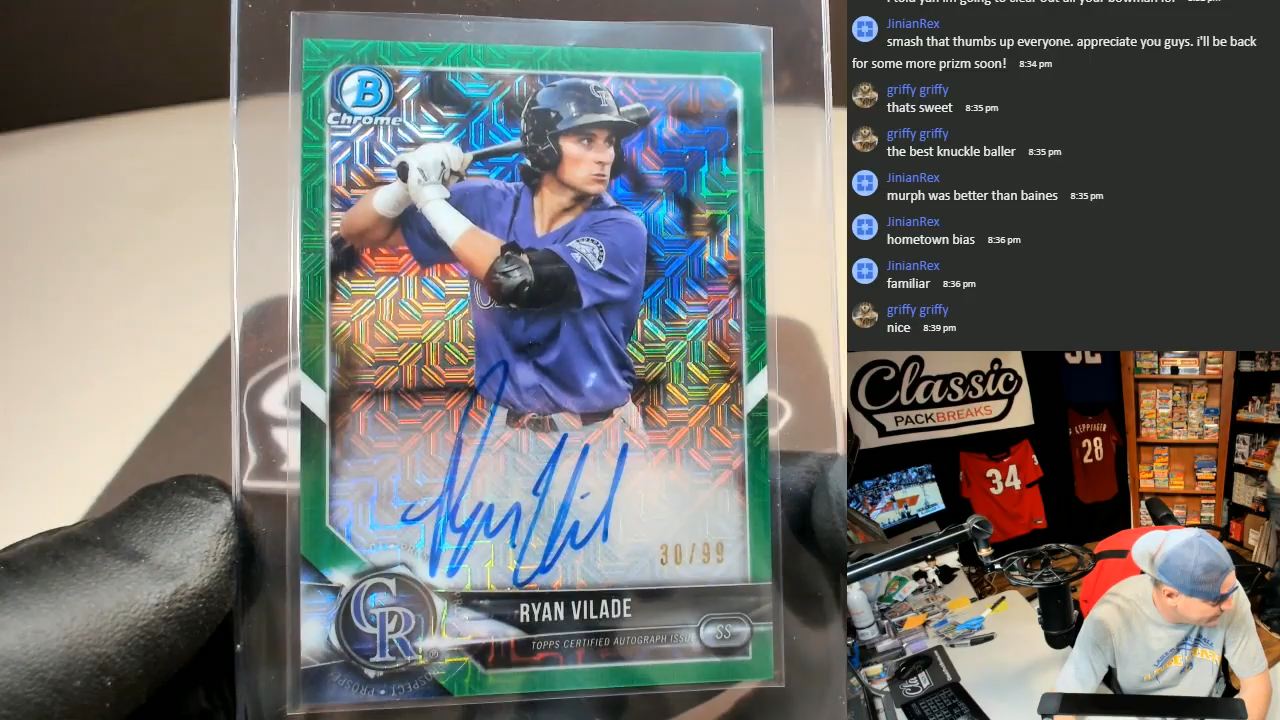 B
Chrome
CR
30/99
RYAN VILADE
TOPPS CERTIFIED AUTOGRAPH ISSUE
SS
JinianRex
smash that thumbs up everyone. appreciate you guys. i'll be back
for some more prizm soon! 8:34 pm
griffy griffy
thats sweet 8:35 pm
griffy griffy
the best knuckle baller 8:35 pm
JinianRex
murph was better than baines 8:35 pm
JinianRex
hometown bias 8:36 pm
JinianRex
familiar 8:36 pm
griffy griffy
nice 8:39 pm
Classic
PACKBREAKS
34
LEPPINGER
28